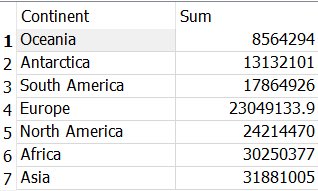 Continent Sum
1 Oceania 8564294
2 Antarctica 13132101
3 South America 17864926
4 Europe 23049133.9
5 North America 24214470
6 Africa 30250377
7 Asia 31881005